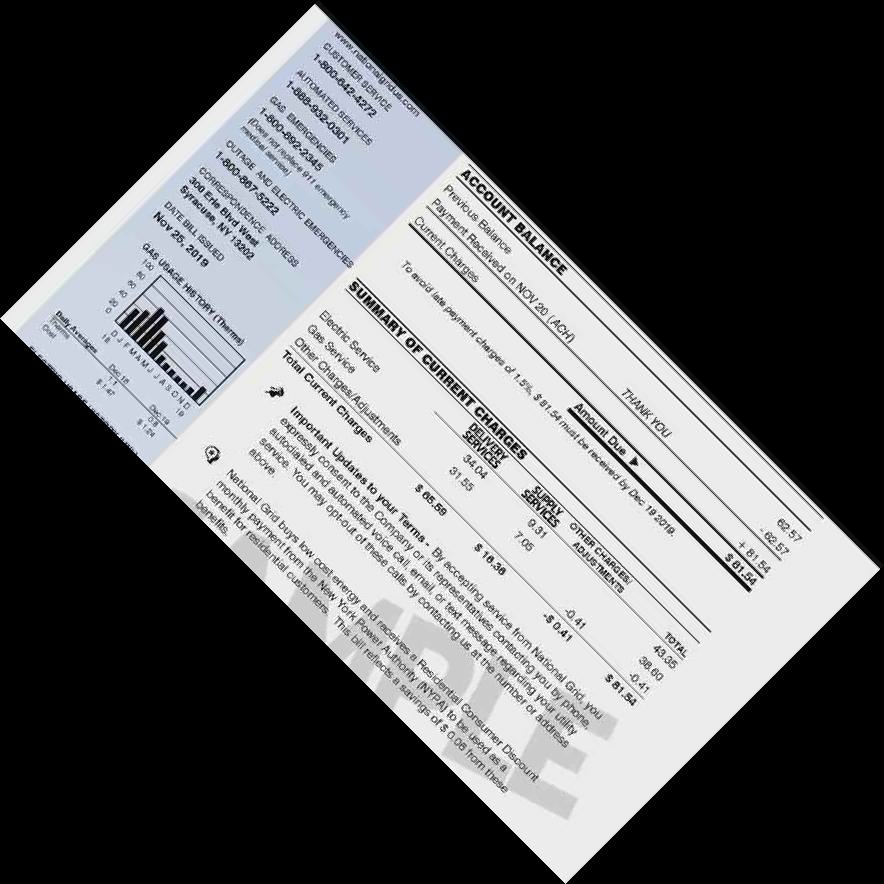 www.nationalgridus.com
CUSTOMER SERVICE
1-800-642-4272
AUTOMATED SERVICES
1-888-932-0301
GAS EMERGENCIES
1-800-892-2345
(Does not replace 911 emergency
medical service)
OUTAGE AND ELECTRIC EMERGENCIES
1-800-867-5222
CORRESPONDENCE ADDRESS
300 Erie Blvd West
Syracuse, NY 13202
DATE BILL ISSUED
Nov 25, 2019
GAS USAGE HISTORY (Therms)
100
80
60
40
20
0
D J F M A M J J A S O N D
18 19
Daily Averages Dec 18 Dec 19
Therms 1.1 0.8
Cost $ 1.47 $ 1.24
ACCOUNT BALANCE
Previous Balance 62.57
Payment Received on NOV 20 (ACH) THANK YOU - 62.57
Current Charges + 81.54
Amount Due ► $ 81.54
To avoid late payment charges of 1.5%, $ 81.54 must be received by Dec 19 2019.
SUMMARY OF CURRENT CHARGES
DELIVERY SERVICES SUPPLY SERVICES OTHER CHARGES/ ADJUSTMENTS TOTAL
Electric Service 34.04 9.31 43.35
Gas Service 31.55 7.05 38.60
Other Charges/Adjustments -0.41 -0.41
Total Current Charges $ 65.59 $ 16.36 -$ 0.41 $ 81.54
Important Updates to your Terms - By accepting service from National Grid, you
expressly consent to the Company or its representatives contacting you by phone,
autodialed and automated voice call, email, or text message regarding your utility
service. You may opt-out of these calls by contacting us at the number or address
above.
National Grid buys low cost energy and receives a Residential Consumer Discount
monthly payment from the New York Power Authority (NYPA) to be used as a
benefit for residential customers. This bill reflects a savings of $ 0.06 from these
benefits.